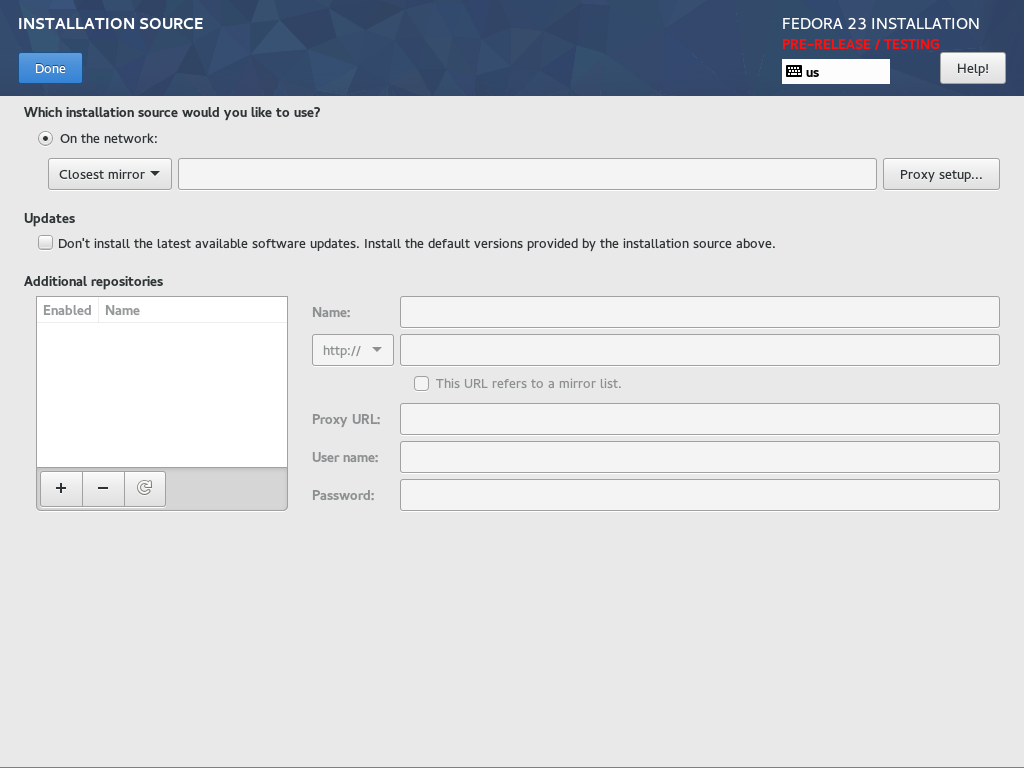 INSTALLATION SOURCE
FEDORA 23 INSTALLATION
PRE-RELEASE / TESTING
Done
us
Help!
Which installation source would you like to use?
On the network:
Closest mirror
Proxy setup...
Updates
Don't install the latest available software updates. Install the default versions provided by the installation source above.
Additional repositories
Enabled Name
Name:
http://
This URL refers to a mirror list.
Proxy URL:
User name:
Password: